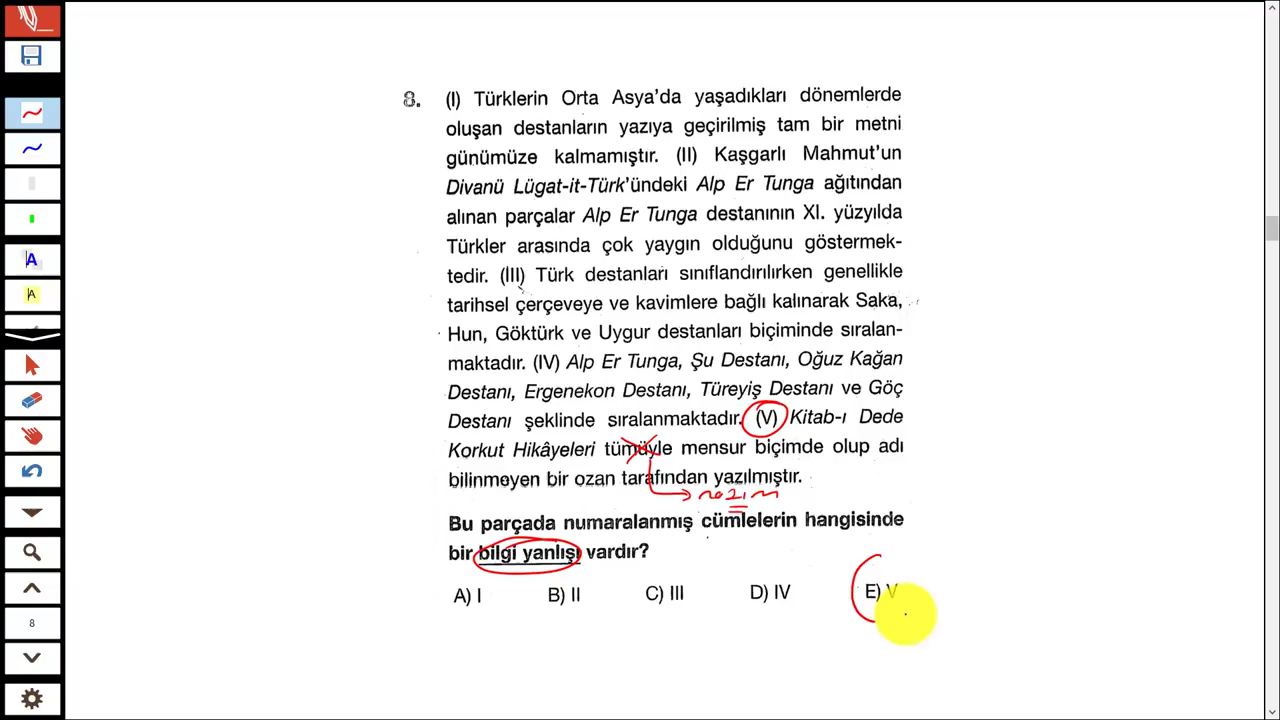 8. (I) Türklerin Orta Asya'da yaşadıkları dönemlerde
oluşan destanların yazıya geçirilmiş tam bir metni
günümüze kalmamıştır. (II) Kaşgarlı Mahmut'un
Divanü Lügat-it-Türk'ündeki Alp Er Tunga ağıtından
alınan parçalar Alp Er Tunga destanının XI. yüzyılda
Türkler arasında çok yaygın olduğunu göstermek-
tedir. (III) Türk destanları sınıflandırılırken genellikle
tarihsel çerçeveye ve kavimlere bağlı kalınarak Saka,
Hun, Göktürk ve Uygur destanları biçiminde sıralan-
maktadır. (IV) Alp Er Tunga, Şu Destanı, Oğuz Kağan
Destanı, Ergenekon Destanı, Türeyiş Destanı ve Göç
Destanı şeklinde sıralanmaktadır. (V) Kitab-ı Dede
Korkut Hikâyeleri tümüyle mensur biçimde olup adı
bilinmeyen bir ozan tarafından yazılmıştır.
nazım
Bu parçada numaralanmış cümlelerin hangisinde
bir bilgi yanlışı vardır?
A) I B) II C) III D) IV E) V
A
A
8